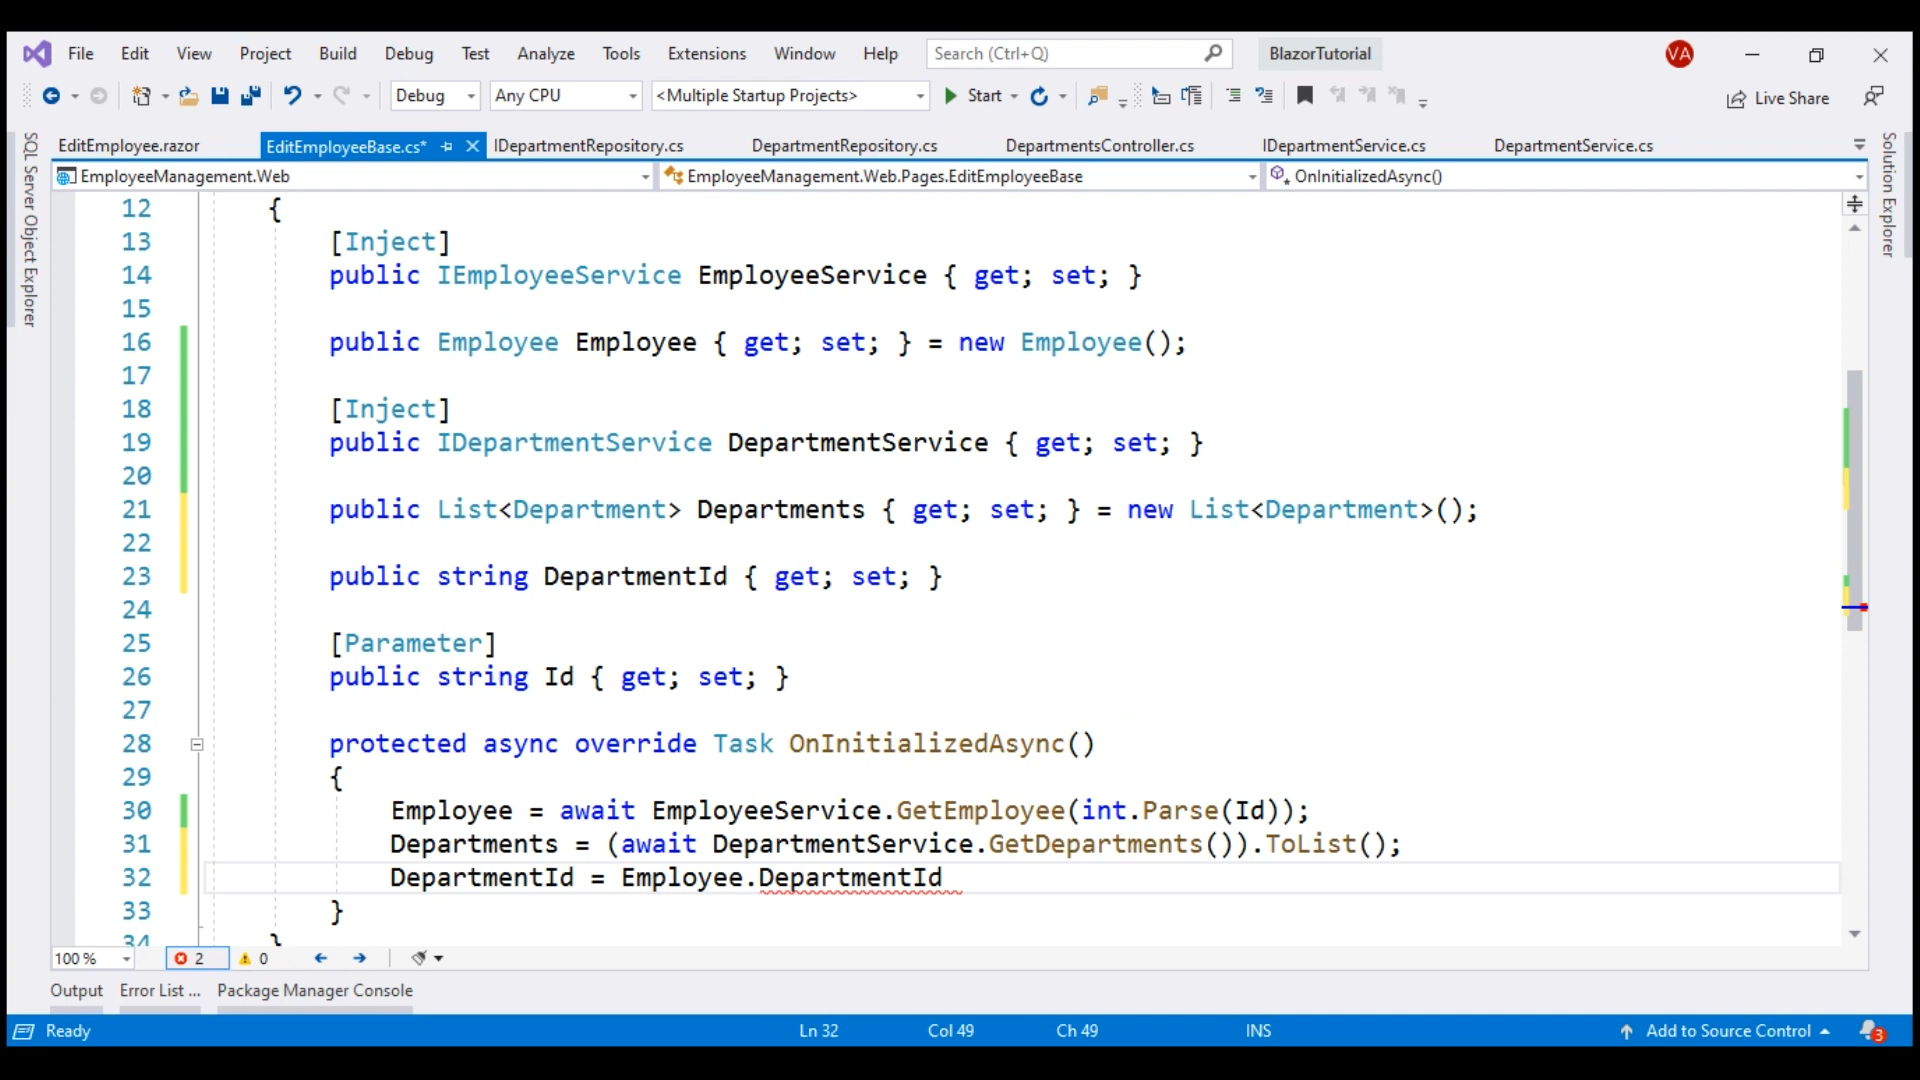 File Edit View Project Build Debug Test Analyze Tools Extensions Window Help Search (Ctrl+Q) BlazorTutorial VA
Debug Any CPU <Multiple Startup Projects> Start Live Share
EditEmployee.razor EditEmployeeBase.cs* IDepartmentRepository.cs DepartmentRepository.cs DepartmentsController.cs IDepartmentService.cs DepartmentService.cs
EmployeeManagement.Web EmployeeManagement.Web.Pages.EditEmployeeBase OnInitializedAsync()
SQL Server Object Explorer
Solution Explorer
12 {
13 [Inject]
14 public IEmployeeService EmployeeService { get; set; }
15
16 public Employee Employee { get; set; } = new Employee();
17
18 [Inject]
19 public IDepartmentService DepartmentService { get; set; }
20
21 public List<Department> Departments { get; set; } = new List<Department>();
22
23 public string DepartmentId { get; set; }
24
25 [Parameter]
26 public string Id { get; set; }
27
28 protected async override Task OnInitializedAsync()
29 {
30 Employee = await EmployeeService.GetEmployee(int.Parse(Id));
31 Departments = (await DepartmentService.GetDepartments()).ToList();
32 DepartmentId = Employee.DepartmentId
33 }
34 }
100 % 2 0
Output Error List ... Package Manager Console
Ready Ln 32 Col 49 Ch 49 INS Add to Source Control 3